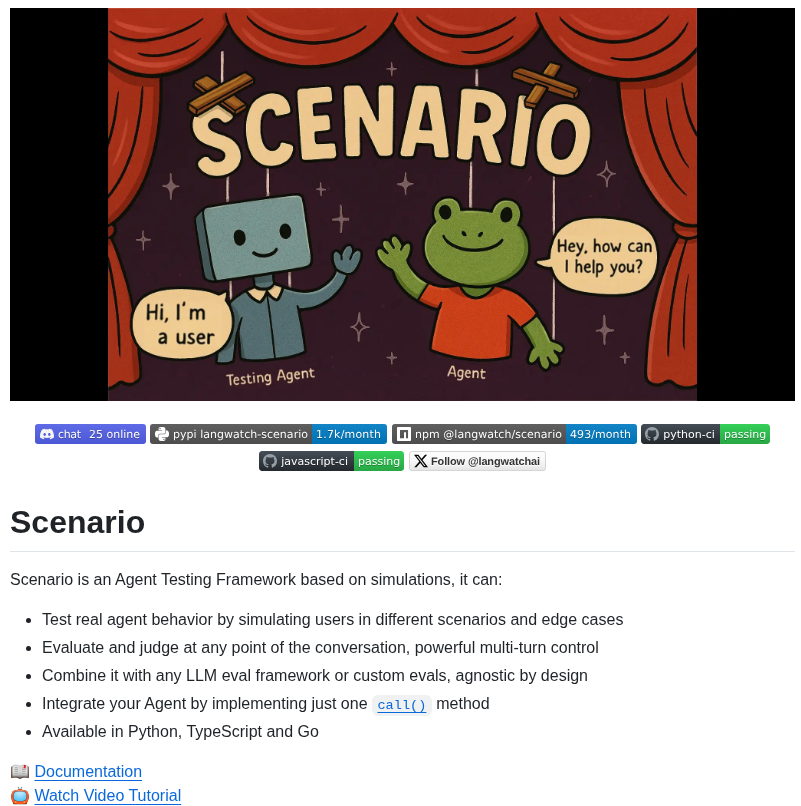 SCENARIO
Hey, how can
I help you?
Hi, I'm
a user
Testing Agent
Agent
chat 25 online
pypi langwatch-scenario 1.7k/month
npm @langwatch/scenario 493/month
python-ci passing
javascript-ci passing
Follow @langwatchai
Scenario
Scenario is an Agent Testing Framework based on simulations, it can:
• Test real agent behavior by simulating users in different scenarios and edge cases
• Evaluate and judge at any point of the conversation, powerful multi-turn control
• Combine it with any LLM eval framework or custom evals, agnostic by design
• Integrate your Agent by implementing just one call() method
• Available in Python, TypeScript and Go
📖 Documentation
📺 Watch Video Tutorial